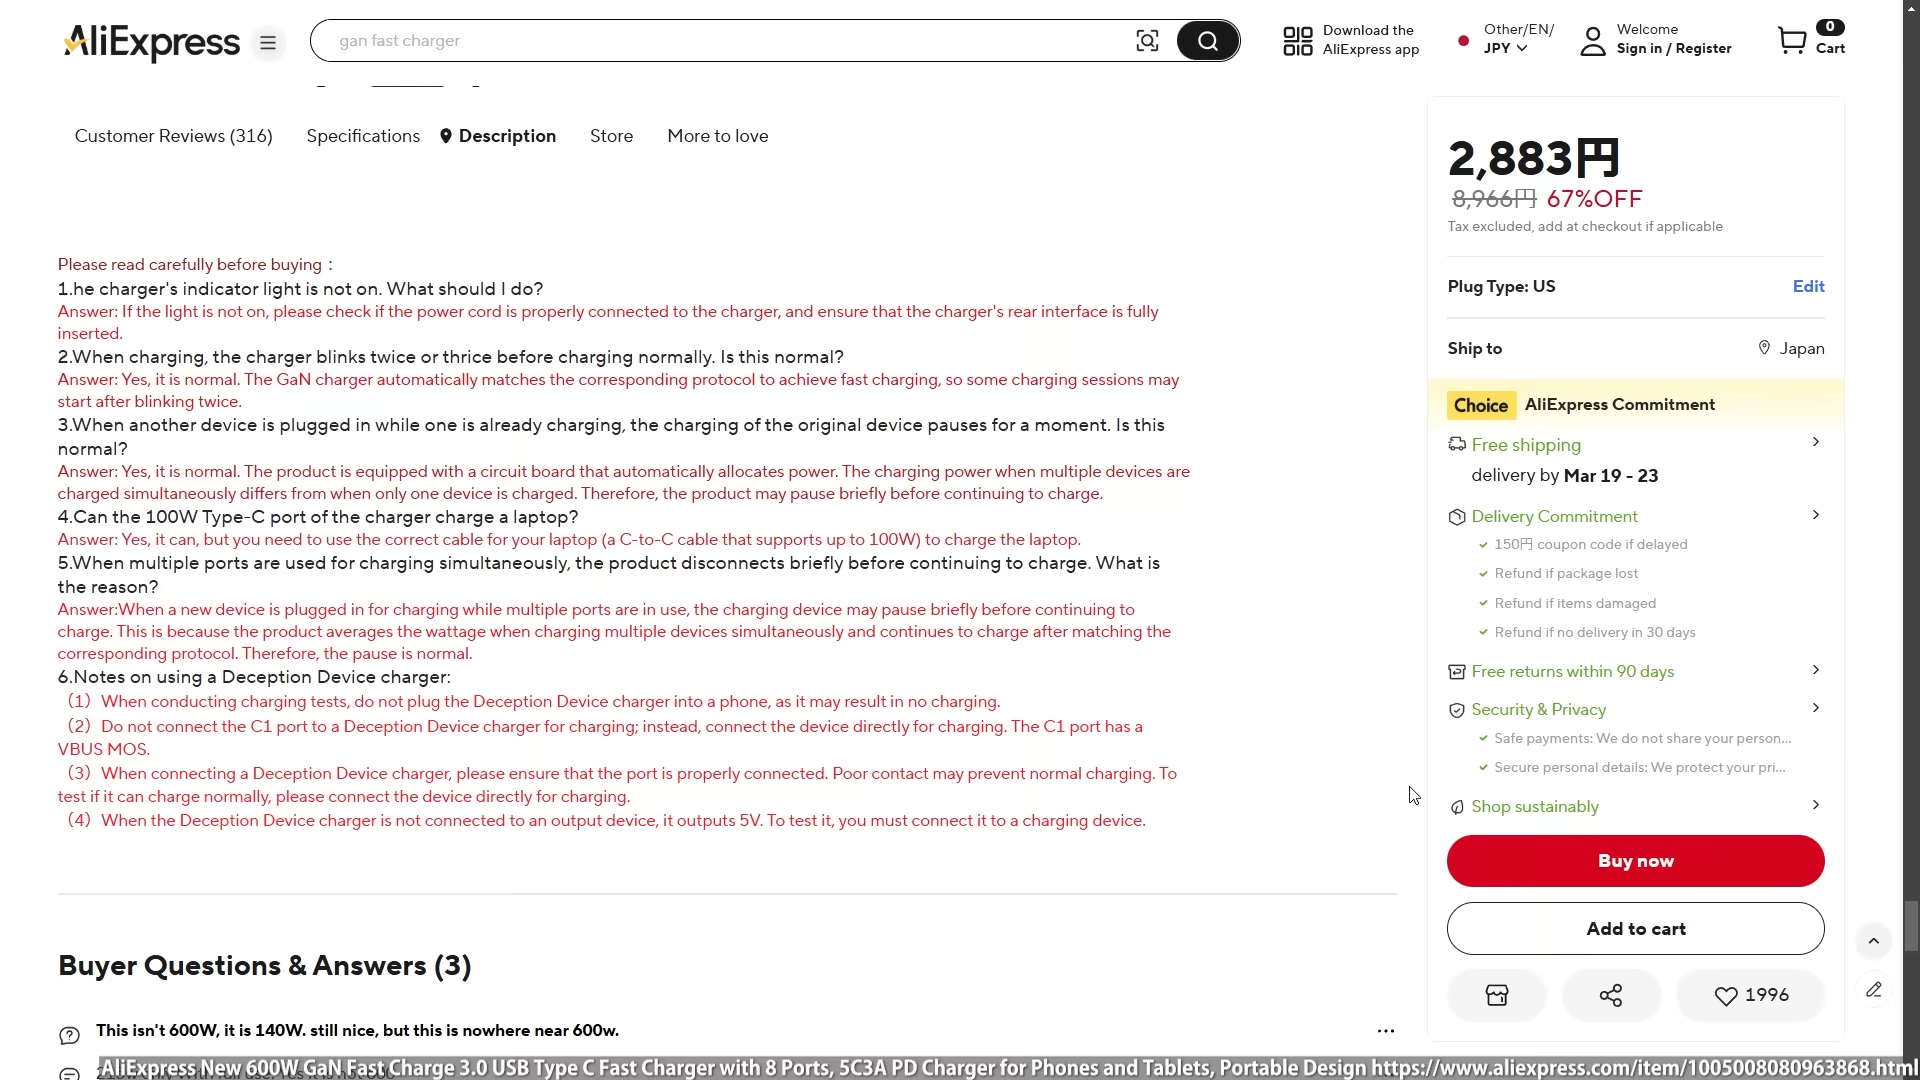 AliExpress
gan fast charger
Download the
AliExpress app
Other/EN/
JPY
Welcome
Sign in / Register
0
Cart
Customer Reviews (316)
Specifications
Description
Store
More to love
Please read carefully before buying：
1.he charger's indicator light is not on. What should I do?
Answer: If the light is not on, please check if the power cord is properly connected to the charger, and ensure that the charger's rear interface is fully
inserted.
2.When charging, the charger blinks twice or thrice before charging normally. Is this normal?
Answer: Yes, it is normal. The GaN charger automatically matches the corresponding protocol to achieve fast charging, so some charging sessions may
start after blinking twice.
3.When another device is plugged in while one is already charging, the charging of the original device pauses for a moment. Is this
normal?
Answer: Yes, it is normal. The product is equipped with a circuit board that automatically allocates power. The charging power when multiple devices are
charged simultaneously differs from when only one device is charged. Therefore, the product may pause briefly before continuing to charge.
4.Can the 100W Type-C port of the charger charge a laptop?
Answer: Yes, it can, but you need to use the correct cable for your laptop (a C-to-C cable that supports up to 100W) to charge the laptop.
5.When multiple ports are used for charging simultaneously, the product disconnects briefly before continuing to charge. What is
the reason?
Answer:When a new device is plugged in for charging while multiple ports are in use, the charging device may pause briefly before continuing to
charge. This is because the product averages the wattage when charging multiple devices simultaneously and continues to charge after matching the
corresponding protocol. Therefore, the pause is normal.
6.Notes on using a Deception Device charger:
（1）When conducting charging tests, do not plug the Deception Device charger into a phone, as it may result in no charging.
（2）Do not connect the C1 port to a Deception Device charger for charging; instead, connect the device directly for charging. The C1 port has a
VBUS MOS.
（3）When connecting a Deception Device charger, please ensure that the port is properly connected. Poor contact may prevent normal charging. To
test if it can charge normally, please connect the device directly for charging.
（4）When the Deception Device charger is not connected to an output device, it outputs 5V. To test it, you must connect it to a charging device.
Buyer Questions & Answers (3)
This isn't 600W, it is 140W. still nice, but this is nowhere near 600w.
2,883円
8,966円 67%OFF
Tax excluded, add at checkout if applicable
Plug Type: US
Edit
Ship to
Japan
Choice AliExpress Commitment
Free shipping
delivery by Mar 19 - 23
Delivery Commitment
150円 coupon code if delayed
Refund if package lost
Refund if items damaged
Refund if no delivery in 30 days
Free returns within 90 days
Security & Privacy
Safe payments: We do not share your person...
Secure personal details: We protect your pri...
Shop sustainably
Buy now
Add to cart
1996
AliExpress New 600W GaN Fast Charge 3.0 USB Type C Fast Charger with 8 Ports, 5C3A PD Charger for Phones and Tablets, Portable Design https://www.aliexpress.com/item/1005008080963868.html